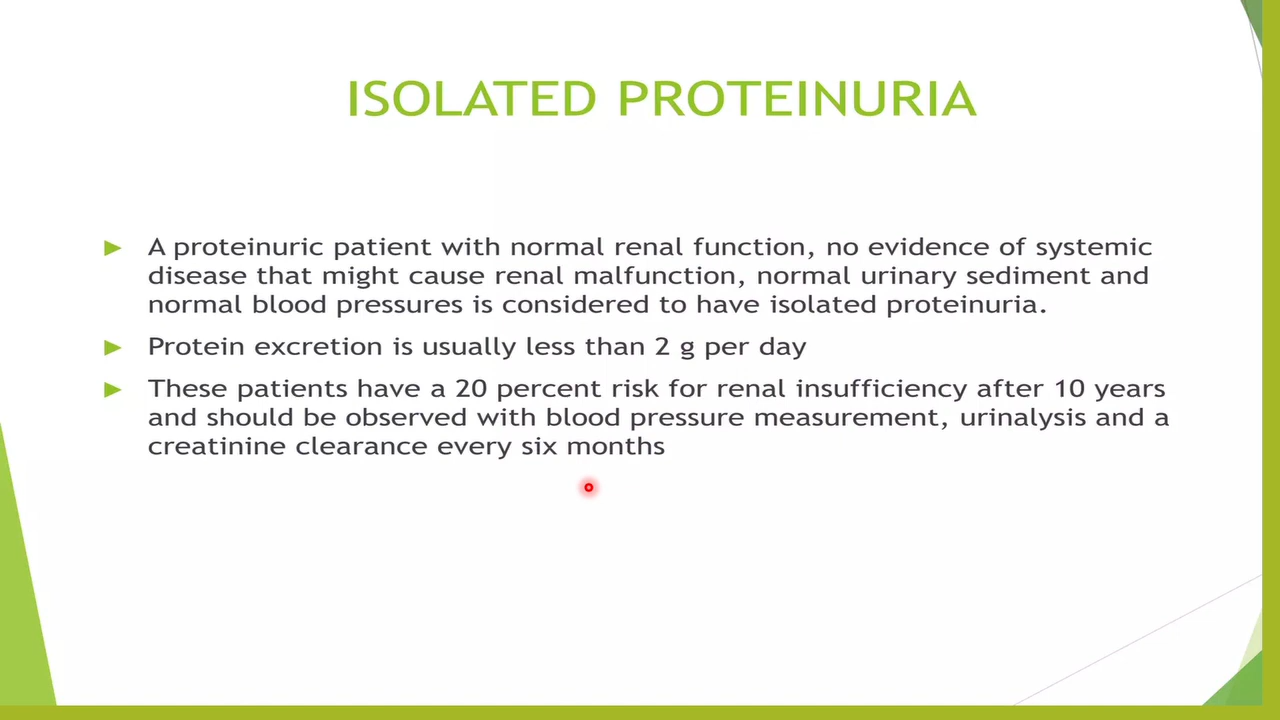 ISOLATED PROTEINURIA
A proteinuric patient with normal renal function, no evidence of systemic
disease that might cause renal malfunction, normal urinary sediment and
normal blood pressures is considered to have isolated proteinuria.
Protein excretion is usually less than 2 g per day
These patients have a 20 percent risk for renal insufficiency after 10 years
and should be observed with blood pressure measurement, urinalysis and a
creatinine clearance every six months